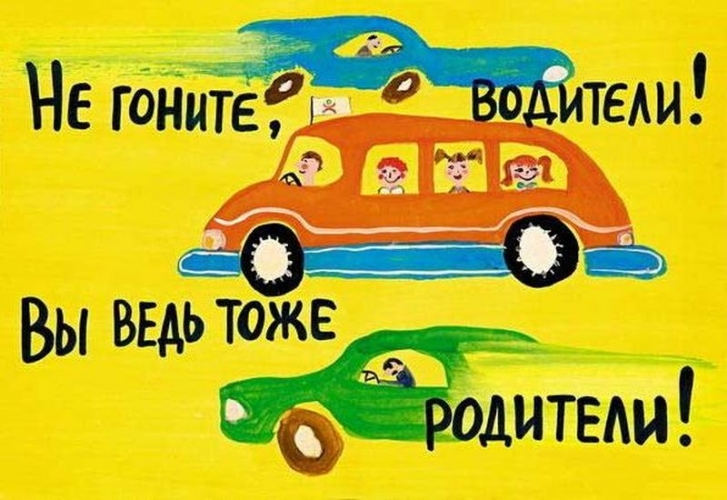 Не гоните, водители!
Вы ведь тоже
родители!